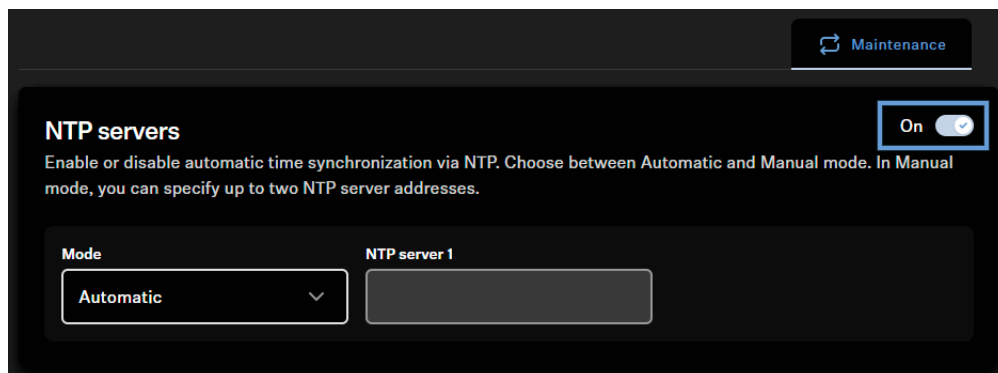 Maintenance
NTP servers
On
Enable or disable automatic time synchronization via NTP. Choose between Automatic and Manual mode. In Manual
mode, you can specify up to two NTP server addresses.
Mode
NTP server 1
Automatic